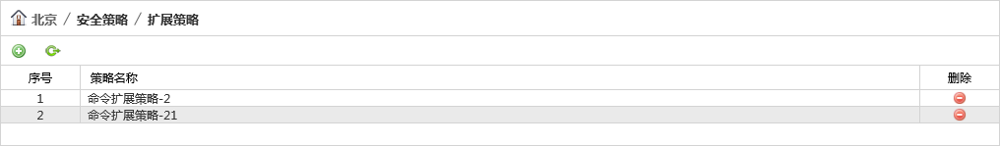 北京 / 安全策略 / 扩展策略
序号 策略名称 删除
1 命令扩展策略-2
2 命令扩展策略-21